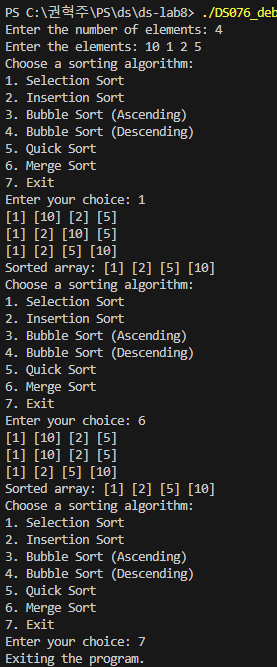 PS C:\권혁주\PS\ds\ds-lab8> ./DS076_deb
Enter the number of elements: 4
Enter the elements: 10 1 2 5
Choose a sorting algorithm:
1. Selection Sort
2. Insertion Sort
3. Bubble Sort (Ascending)
4. Bubble Sort (Descending)
5. Quick Sort
6. Merge Sort
7. Exit
Enter your choice: 1
[1] [10] [2] [5]
[1] [2] [10] [5]
[1] [2] [5] [10]
Sorted array: [1] [2] [5] [10]
Choose a sorting algorithm:
1. Selection Sort
2. Insertion Sort
3. Bubble Sort (Ascending)
4. Bubble Sort (Descending)
5. Quick Sort
6. Merge Sort
7. Exit
Enter your choice: 6
[1] [10] [2] [5]
[1] [10] [2] [5]
[1] [2] [5] [10]
Sorted array: [1] [2] [5] [10]
Choose a sorting algorithm:
1. Selection Sort
2. Insertion Sort
3. Bubble Sort (Ascending)
4. Bubble Sort (Descending)
5. Quick Sort
6. Merge Sort
7. Exit
Enter your choice: 7
Exiting the program.